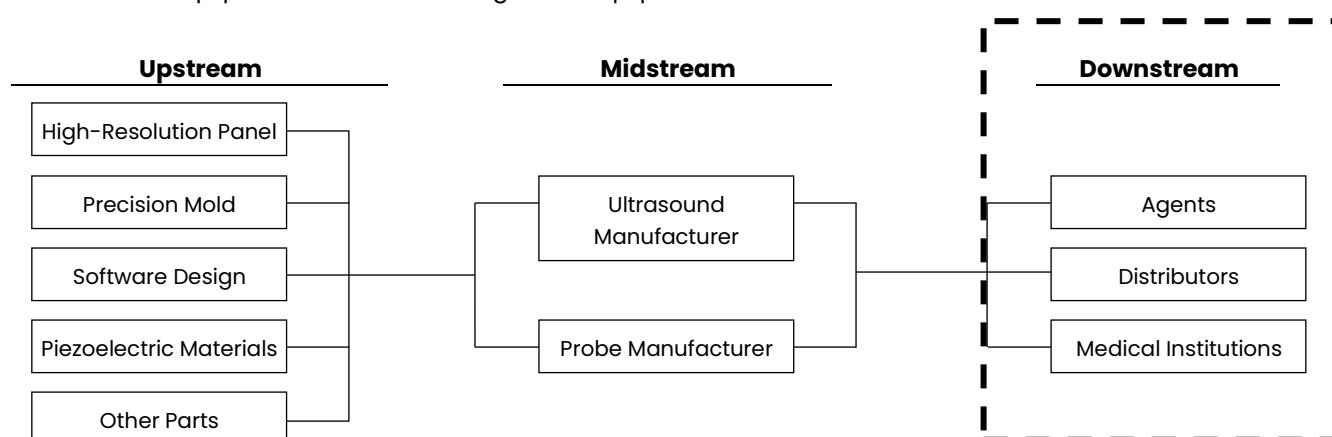 Upstream
Midstream
Downstream
High-Resolution Panel
Precision Mold
Software Design
Piezoelectric Materials
Other Parts
Ultrasound
Manufacturer
Probe Manufacturer
Agents
Distributors
Medical Institutions